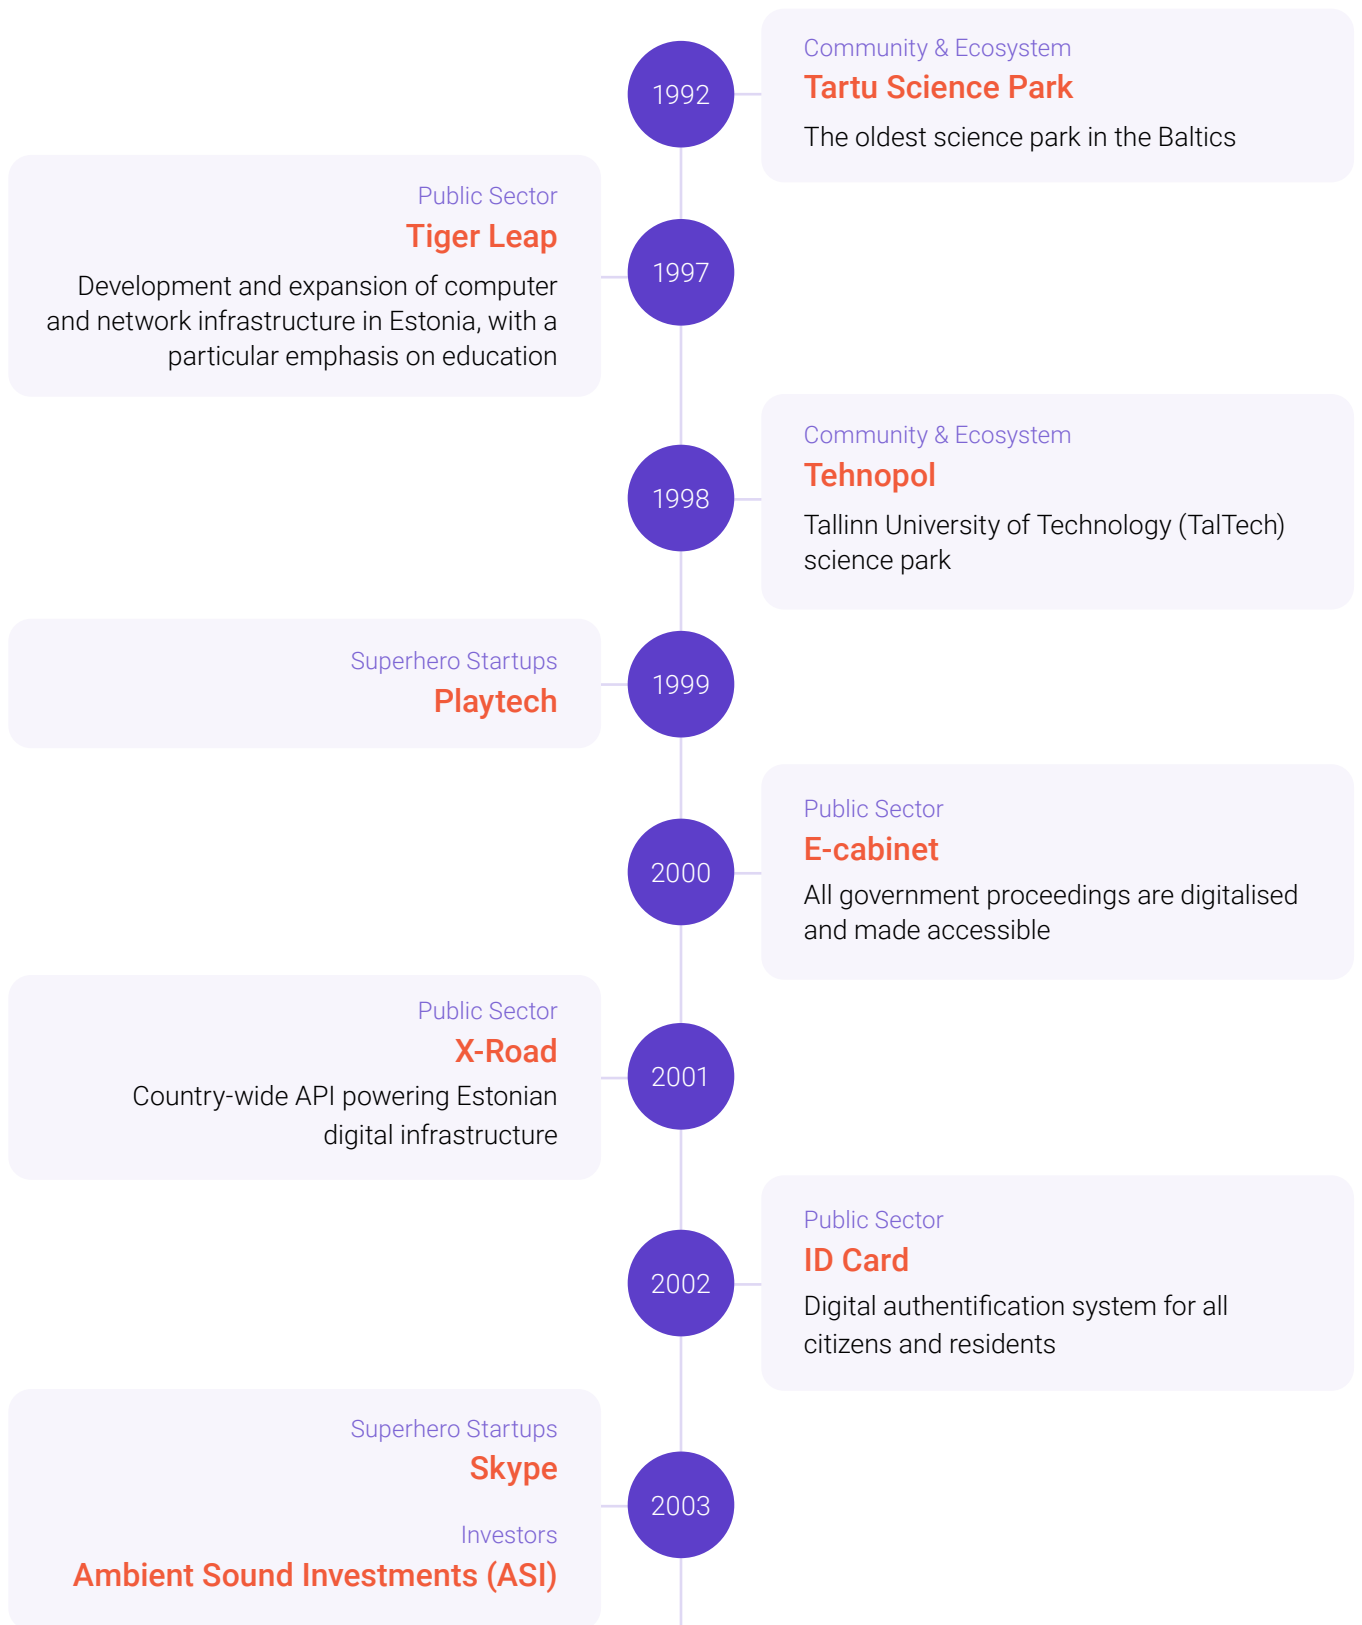 1992
Community & Ecosystem
Tartu Science Park
The oldest science park in the Baltics
Public Sector
Tiger Leap
Development and expansion of computer
and network infrastructure in Estonia, with a
particular emphasis on education
1997
1998
Community & Ecosystem
Tehnopol
Tallinn University of Technology (TalTech)
science park
Superhero Startups
Playtech
1999
2000
Public Sector
E-cabinet
All government proceedings are digitalised
and made accessible
Public Sector
X-Road
Country-wide API powering Estonian
digital infrastructure
2001
2002
Public Sector
ID Card
Digital authentification system for all
citizens and residents
Superhero Startups
Skype
2003
Investors
Ambient Sound Investments (ASI)